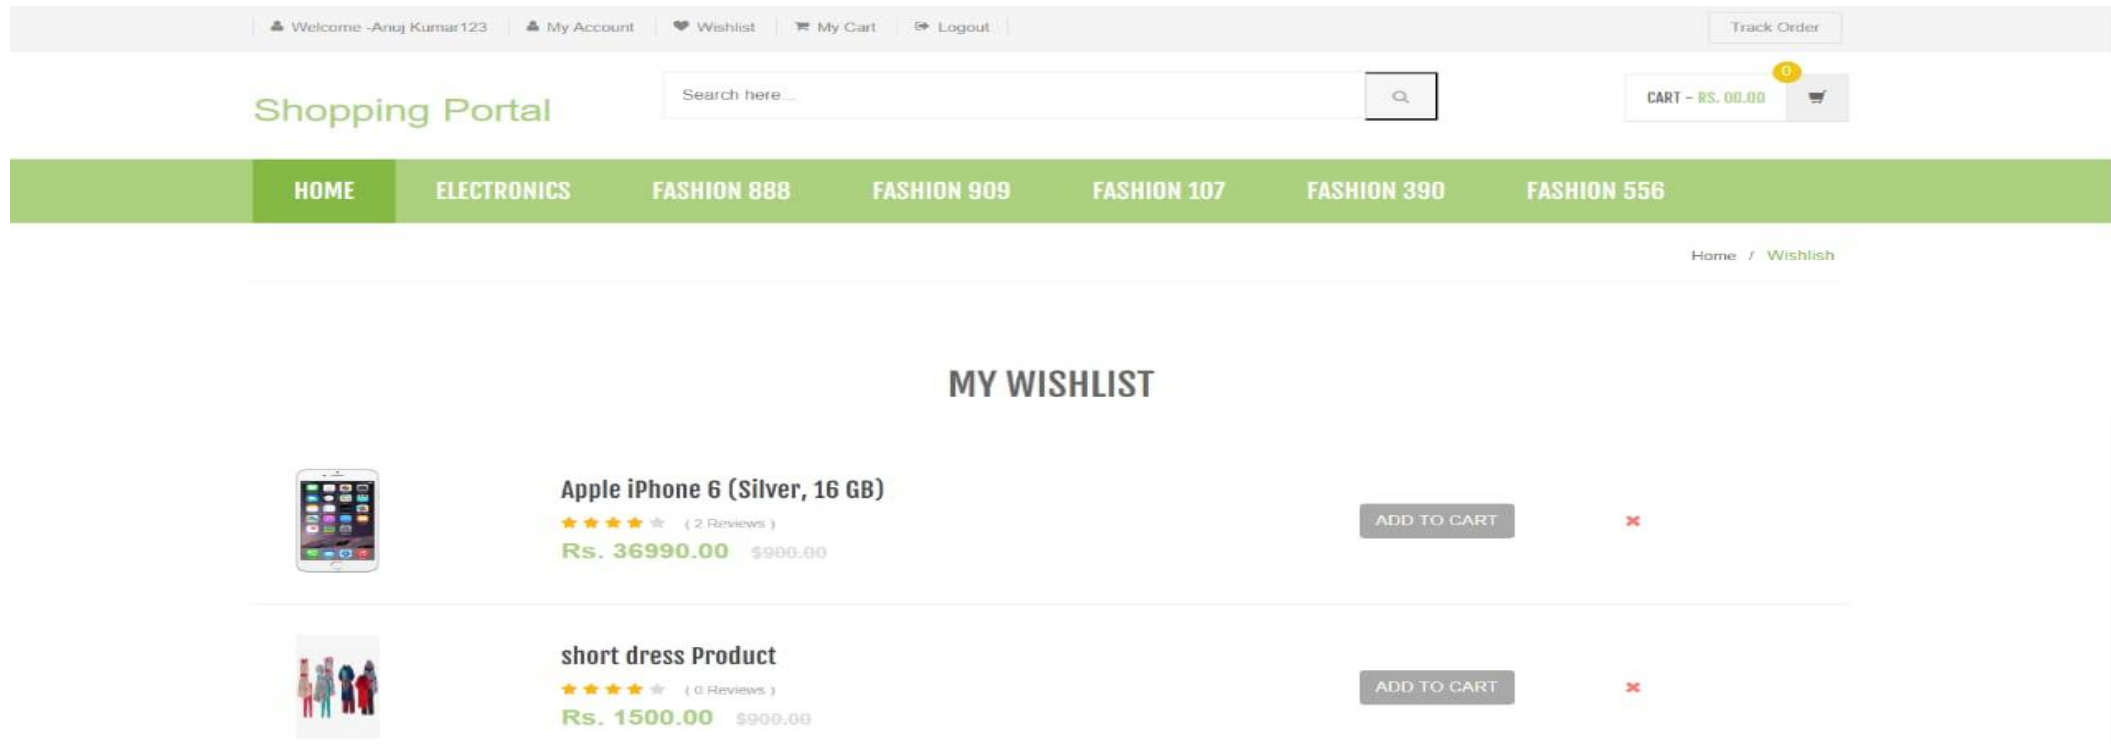 Welcome -Anuj Kumar123 My Account Wishlist My Cart Logout Track Order
Shopping Portal
Search here...
CART - RS. 00.00
0
HOME ELECTRONICS FASHION 888 FASHION 909 FASHION 107 FASHION 390 FASHION 556
Home / Wishlish
MY WISHLIST
Apple iPhone 6 (Silver, 16 GB)
( 2 Reviews )
Rs. 36990.00 $900.00
ADD TO CART
short dress Product
( 0 Reviews )
Rs. 1500.00 $900.00
ADD TO CART